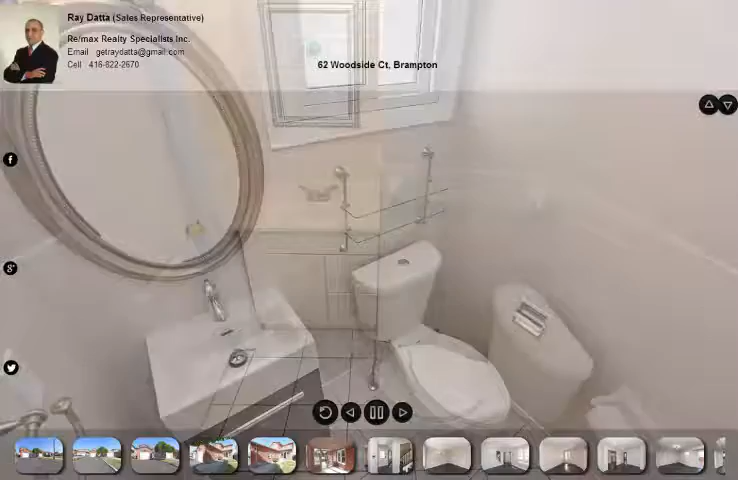 Ray Datta (Sales Representative)
Re/max Realty Specialists Inc.
Email getraydatta@gmail.com
Cell 416-822-2670
62 Woodside Ct, Brampton